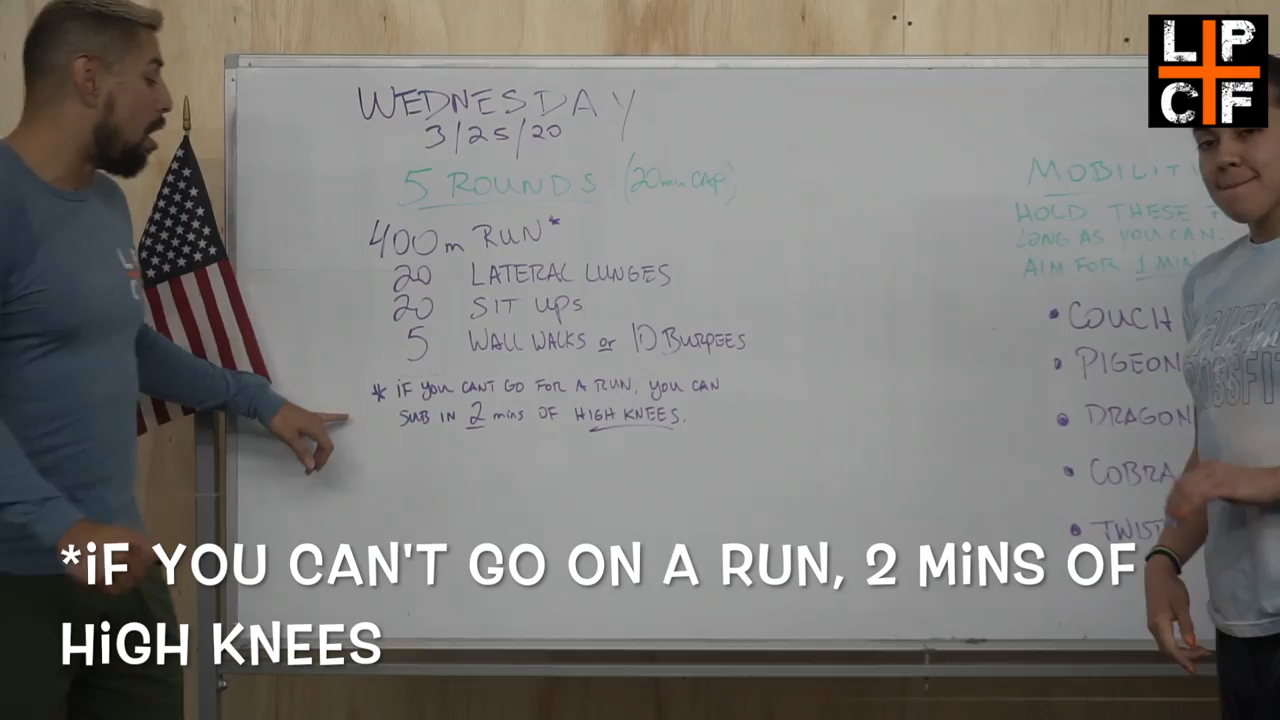 WEDNESDAY
3/25/20
5 ROUNDS: (20min CAP)
400m RUN*
20 LATERAL LUNGES
20 SIT UPS
5 WALL WALKS or 10 BURPEES
* IF YOU CANT GO FOR A RUN, YOU CAN
SUB IN 2 mins OF HIGH KNEES.
MOBILIT
HOLD THESE
LONG AS YOU CAN.
AIM FOR 1 MIN
• COUCH
• PIGEON
• DRAGON
• COBRA
• TWIST
LP
CF
*iF YOU CAN'T GO ON A RUN, 2 MiNS OF
HiGH KNEES